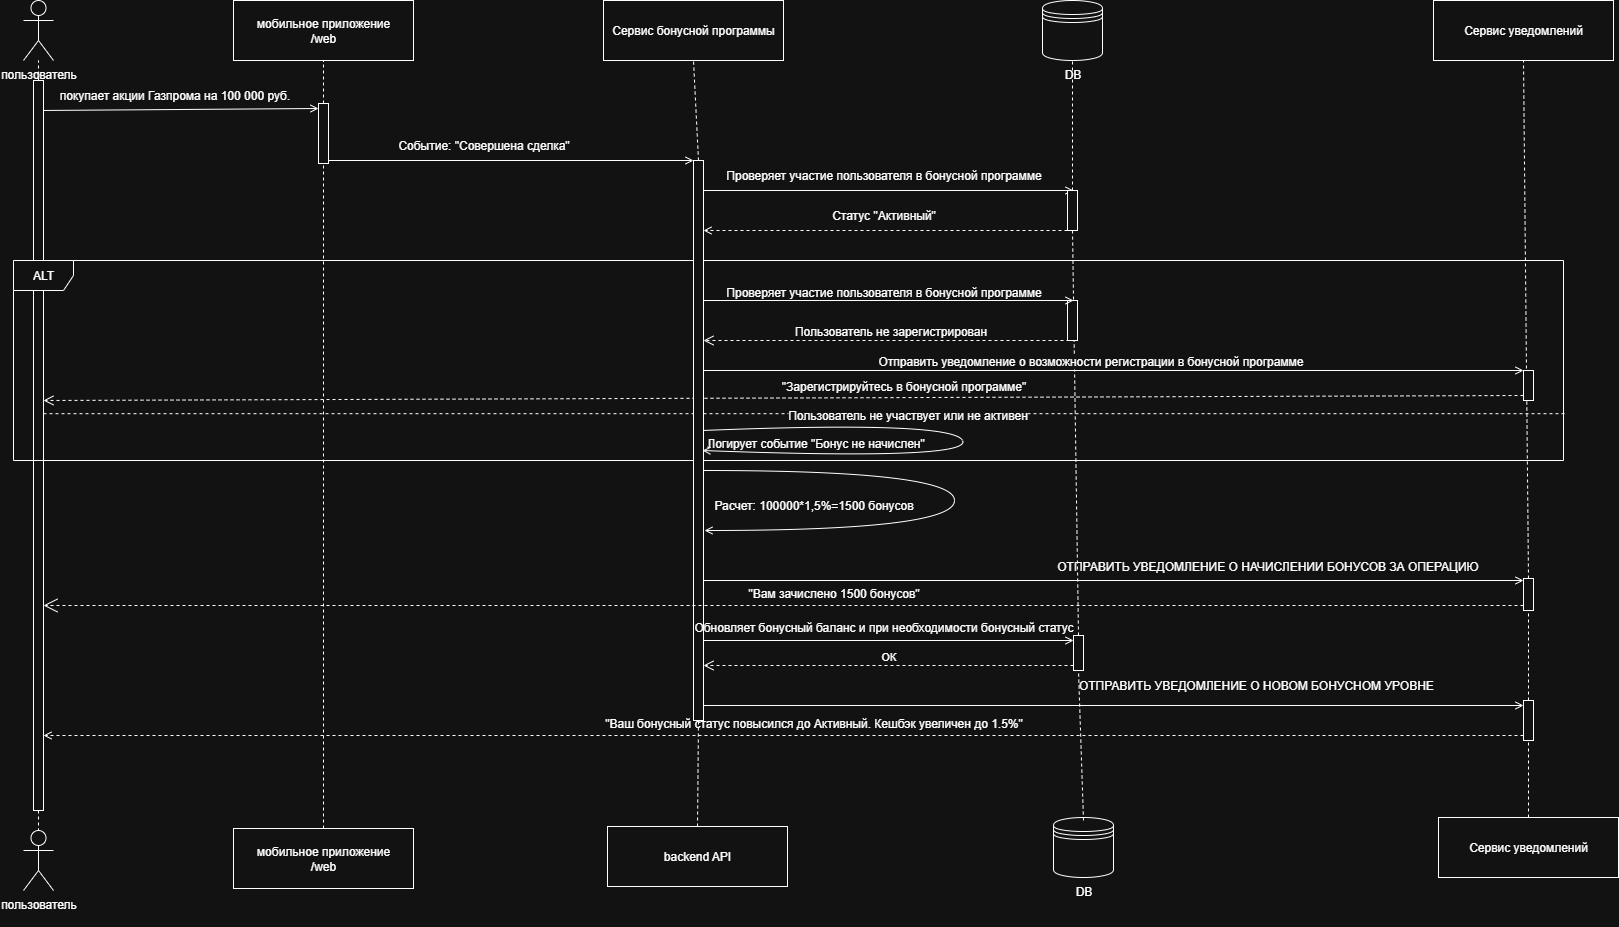 мобильное приложение
/web
Сервис бонусной программы
Сервис уведомлений
пользователь
DB
покупает акции Газпрома на 100 000 руб.
Событие: "Совершена сделка"
Проверяет участие пользователя в бонусной программе
Статус "Активный"
ALT
Проверяет участие пользователя в бонусной программе
Пользователь не зарегистрирован
Отправить уведомление о возможности регистрации в бонусной программе
"Зарегистрируйтесь в бонусной программе"
Пользователь не участвует или не активен
Логирует событие "Бонус не начислен"
Расчет: 100000*1,5%=1500 бонусов
ОТПРАВИТЬ УВЕДОМЛЕНИЕ О НАЧИСЛЕНИИ БОНУСОВ ЗА ОПЕРАЦИЮ
"Вам зачислено 1500 бонусов"
Обновляет бонусный баланс и при необходимости бонусный статус
ОК
ОТПРАВИТЬ УВЕДОМЛЕНИЕ О НОВОМ БОНУСНОМ УРОВНЕ
"Ваш бонусный статус повысился до Активный. Кешбэк увеличен до 1.5%"
мобильное приложение
/web
backend API
Сервис уведомлений
DB
пользователь